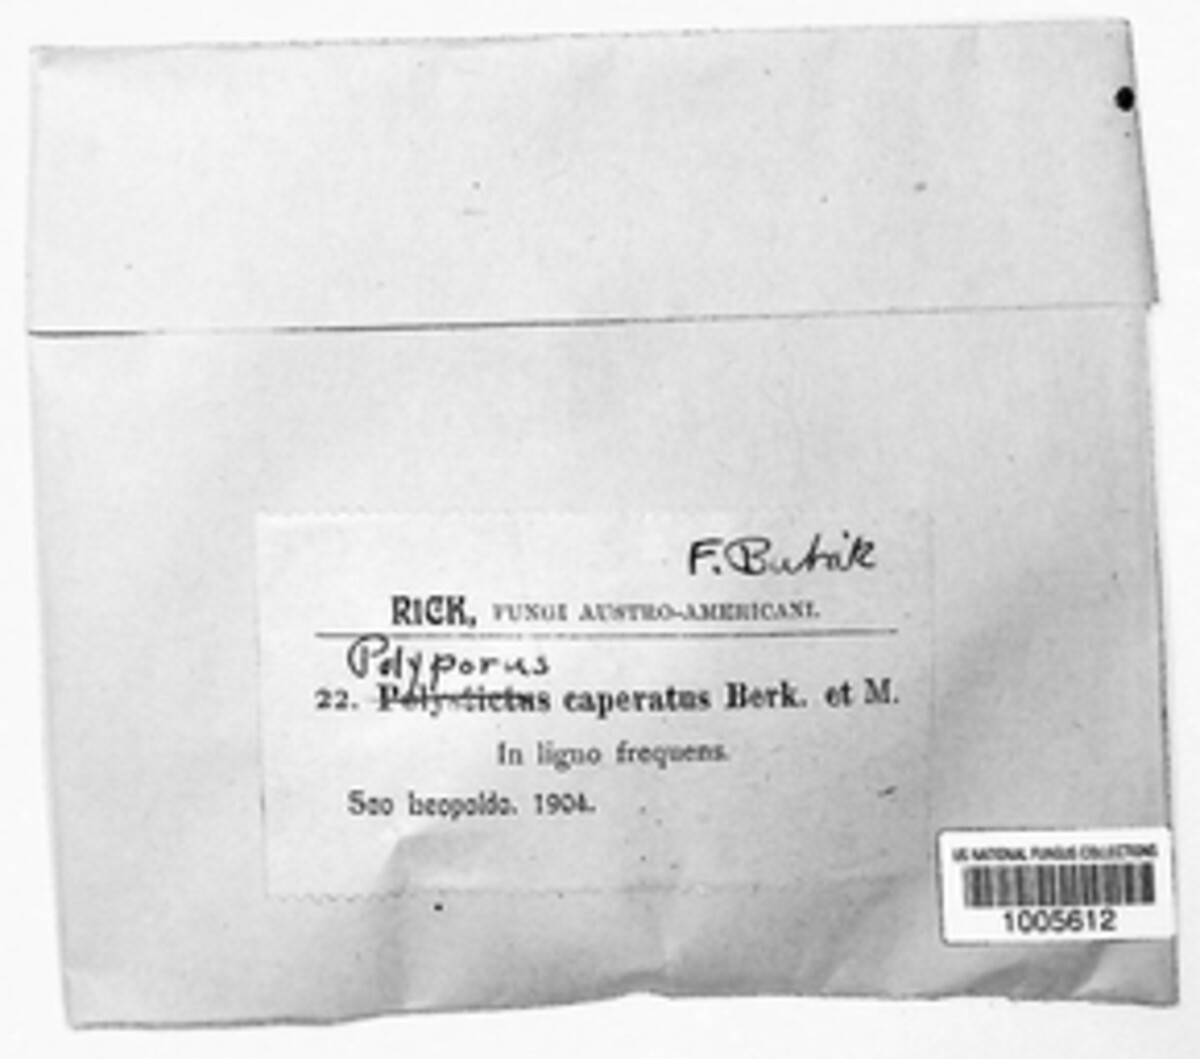 F. Bubák
RICK, FUNGI AUSTRO-AMERICANI.
Polyporus
22. Polystictus caperatus Berk. et M.
In ligno frequens.
Sao Leopoldo. 1904.
US NATIONAL FUNGUS COLLECTIONS
1005612